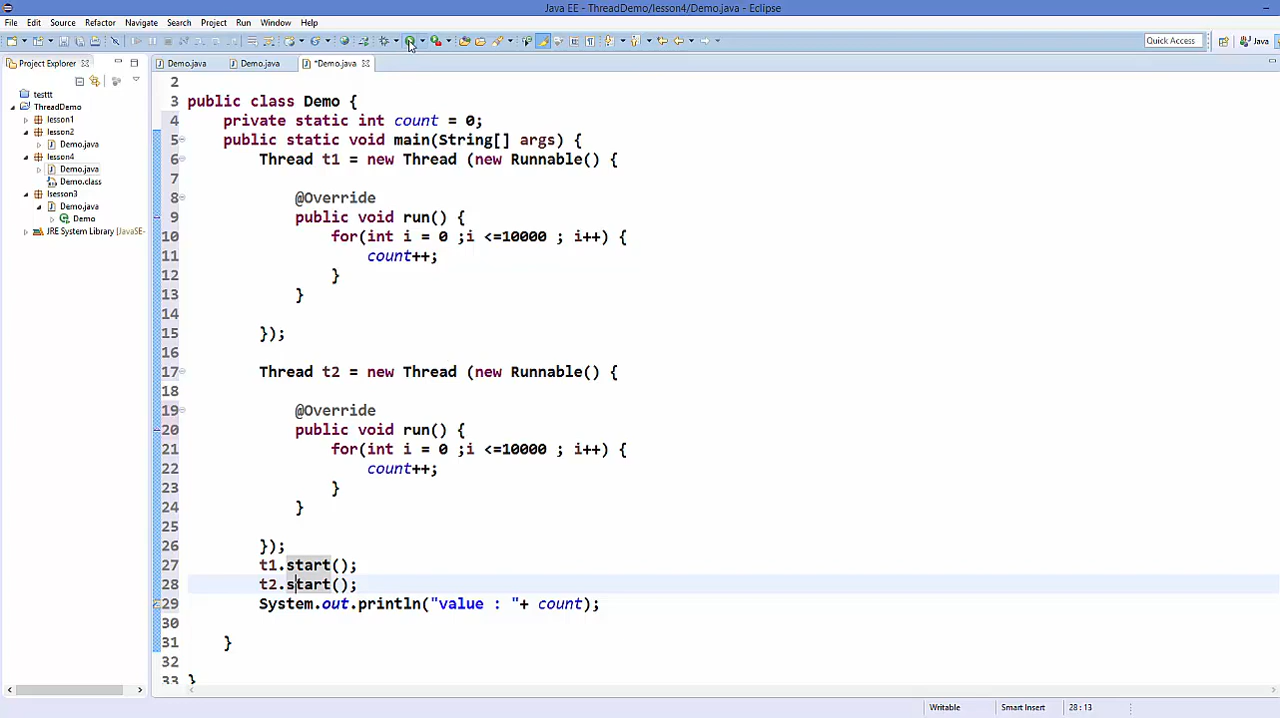 Java EE - ThreadDemo/lesson4/Demo.java - Eclipse
File Edit Source Refactor Navigate Search Project Run Window Help
Quick Access
Java
Project Explorer
Demo.java
Demo.java
*Demo.java
testtt
ThreadDemo
lesson1
lesson2
Demo.java
lesson4
Demo.java
Demo.class
lsesson3
Demo.java
Demo
JRE System Library [JavaSE-
2
3 public class Demo {
4 private static int count = 0;
5 public static void main(String[] args) {
6 Thread t1 = new Thread (new Runnable() {
7
8 @Override
9 public void run() {
10 for(int i = 0 ;i <=10000 ; i++) {
11 count++;
12 }
13 }
14
15 });
16
17 Thread t2 = new Thread (new Runnable() {
18
19 @Override
20 public void run() {
21 for(int i = 0 ;i <=10000 ; i++) {
22 count++;
23 }
24 }
25
26 });
27 t1.start();
28 t2.start();
29 System.out.println("value : "+ count);
30
31 }
32
33 }
Writable
Smart Insert
28 : 13